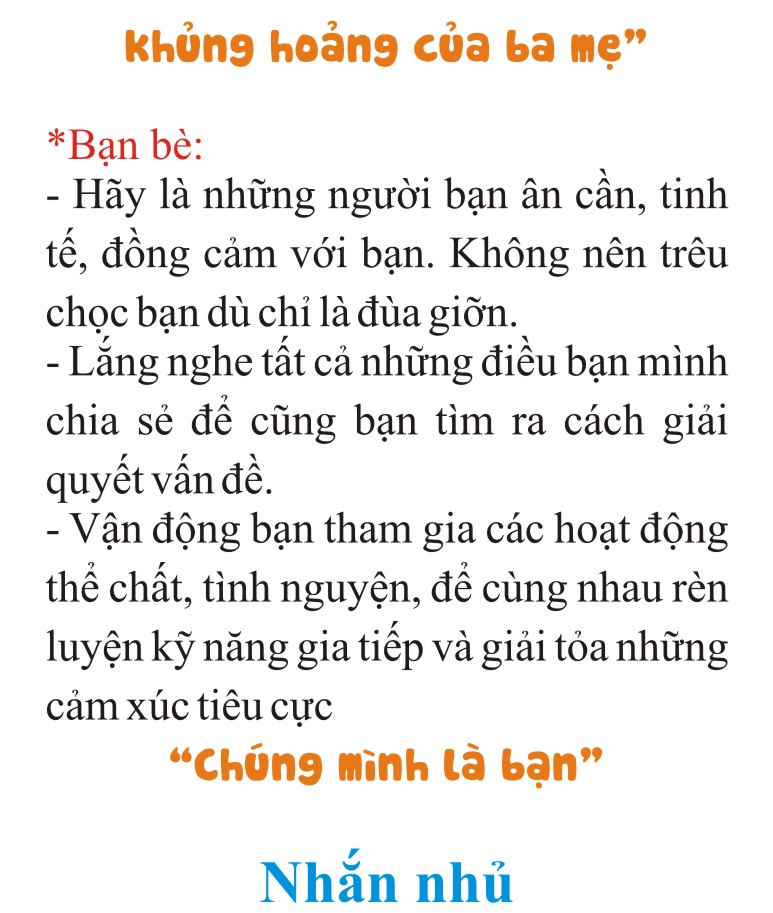 khủng hoảng của ba mẹ”
*Bạn bè:
- Hãy là những người bạn ân cần, tinh
tế, đồng cảm với bạn. Không nên trêu
chọc bạn dù chỉ là đùa giỡn.
- Lắng nghe tất cả những điều bạn mình
chia sẻ để cũng bạn tìm ra cách giải
quyết vấn đề.
- Vận động bạn tham gia các hoạt động
thể chất, tình nguyện, để cùng nhau rèn
luyện kỹ năng gia tiếp và giải tỏa những
cảm xúc tiêu cực
“Chúng mình là bạn”
Nhắn nhủ